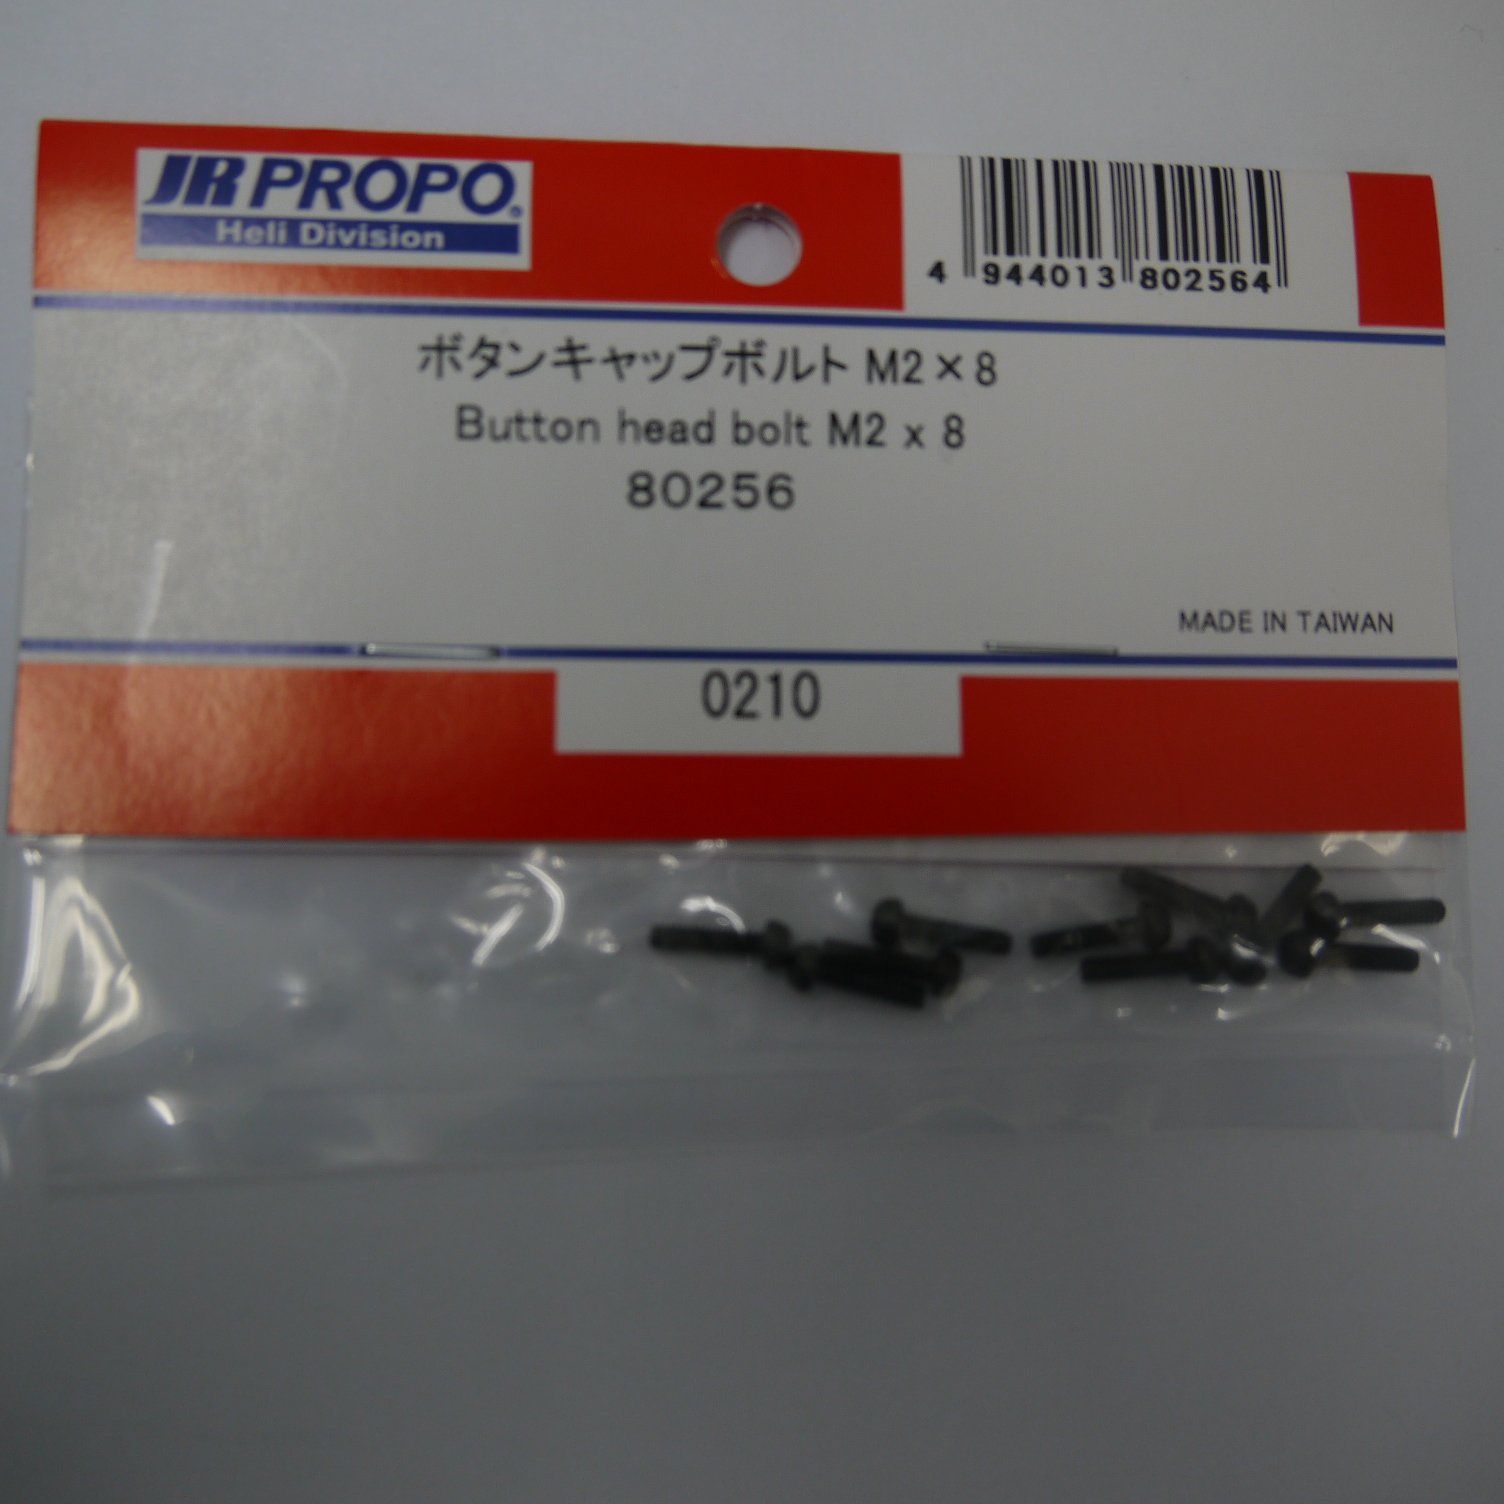 JR PROPO®
Heli Division
4 944013 802564
ボタンキャップボルト M2×8
Button head bolt M2 x 8
80256
MADE IN TAIWAN
0210